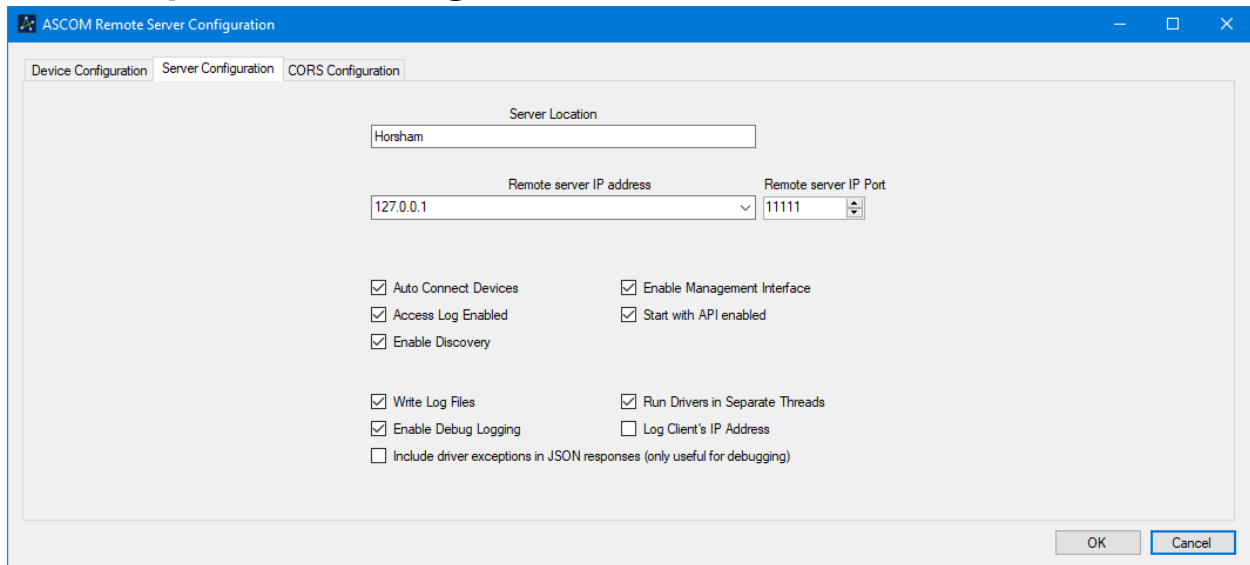 ASCOM Remote Server Configuration
Device Configuration Server Configuration CORS Configuration
Server Location
Horsham
Remote server IP address Remote server IP Port
127.0.0.1 11111
Auto Connect Devices Enable Management Interface
Access Log Enabled Start with API enabled
Enable Discovery
Write Log Files Run Drivers in Separate Threads
Enable Debug Logging Log Client's IP Address
Include driver exceptions in JSON responses (only useful for debugging)
OK Cancel